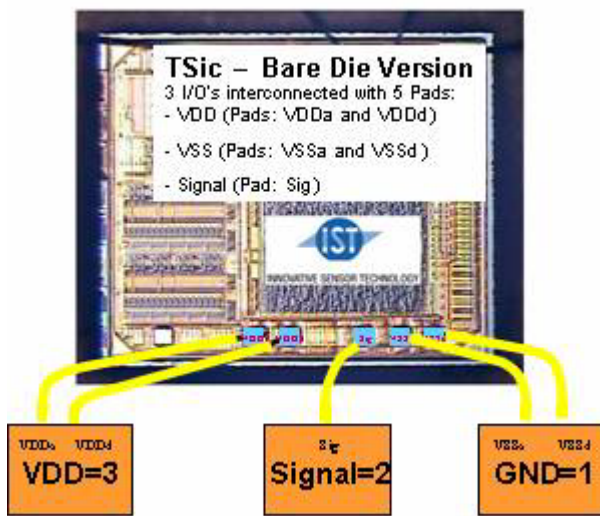 TSic – Bare Die Version
3 I/O's interconnected with 5 Pads:
- VDD (Pads: VDDa and VDDd)
- VSS (Pads: VSSa and VSSd)
- Signal (Pad: Sig)
IST
INNOVATIVE SENSOR TECHNOLOGY
Sig
VDDa VDDd
VDD=3
Sig
Signal=2
VSSa VSSd
GND=1